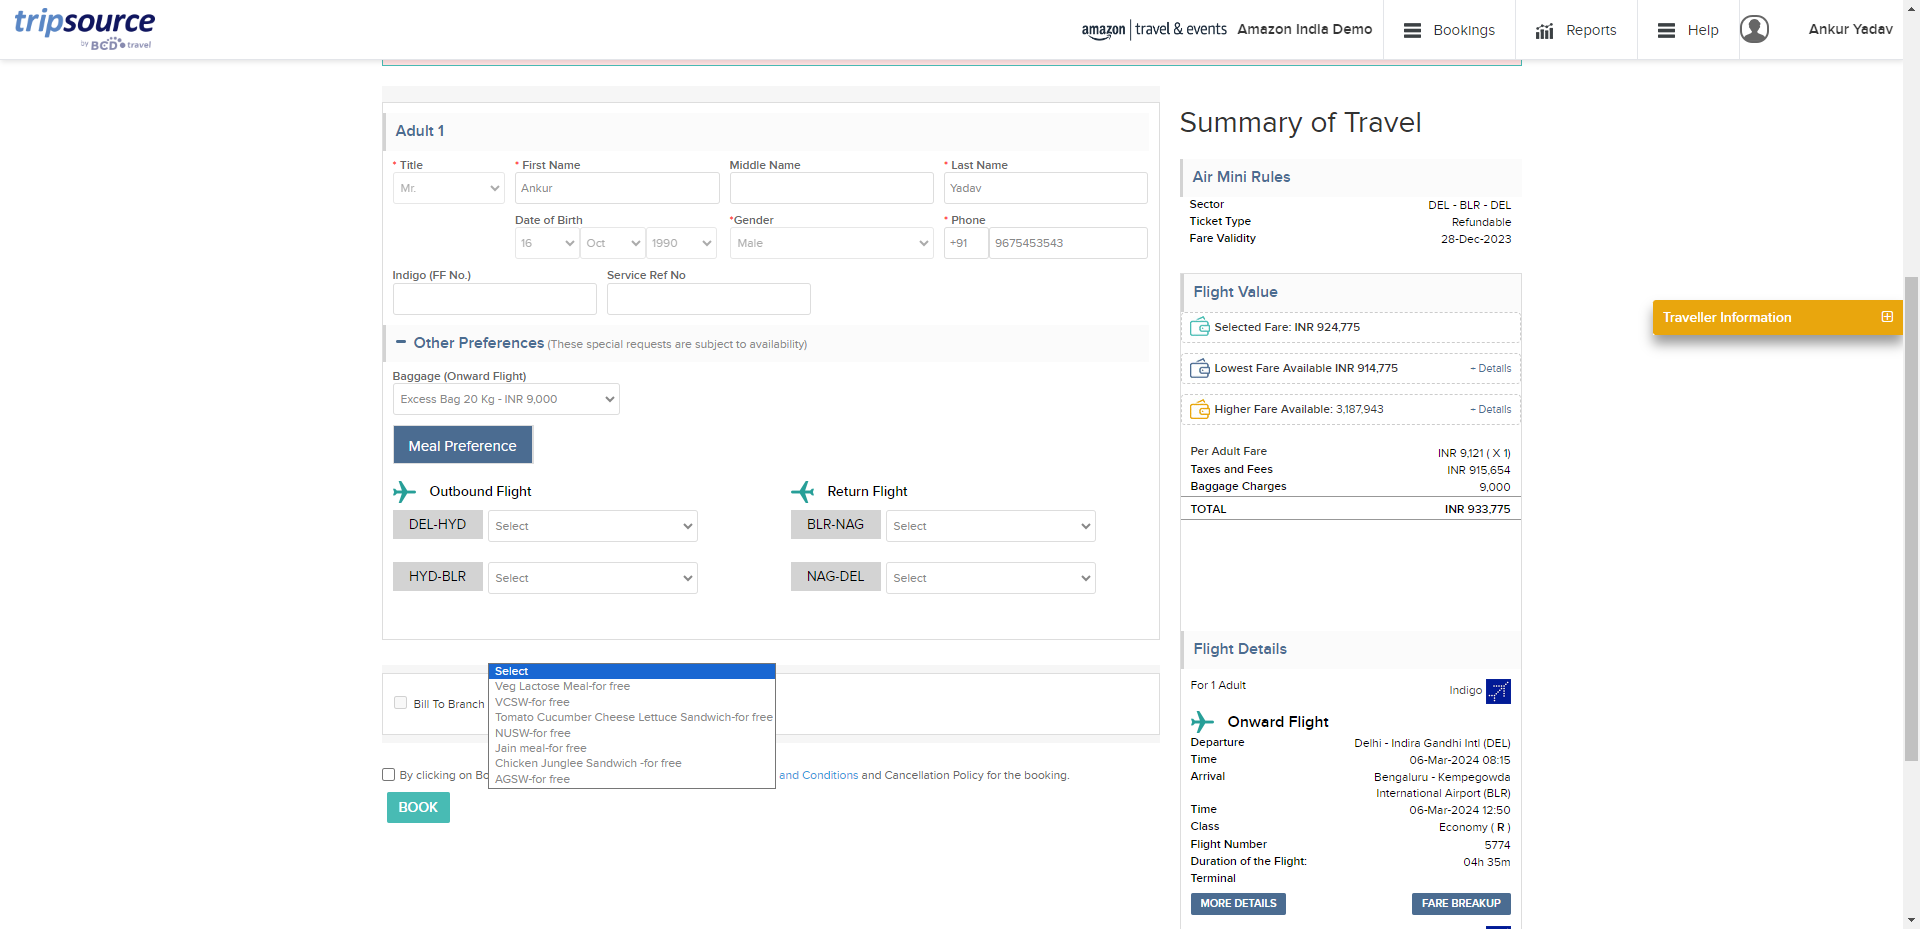 tripsource
by BCD travel
amazon | travel & events
Amazon India Demo
Bookings
Reports
Help
Ankur Yadav
Adult 1
* Title
* First Name
Middle Name
* Last Name
Mr.
Ankur
Yadav
Date of Birth
*Gender
* Phone
16
Oct
1990
Male
+91
9675453543
Indigo (FF No.)
Service Ref No
Other Preferences (These special requests are subject to availability)
Baggage (Onward Flight)
Excess Bag 20 Kg - INR 9,000
Meal Preference
Outbound Flight
Return Flight
DEL-HYD
Select
BLR-NAG
Select
HYD-BLR
Select
NAG-DEL
Select
Select
Veg Lactose Meal-for free
VCSW-for free
Tomato Cucumber Cheese Lettuce Sandwich-for free
NUSW-for free
Jain meal-for free
Chicken Junglee Sandwich -for free
AGSW-for free
Bill To Branch
By clicking on Bo
and Conditions and Cancellation Policy for the booking.
BOOK
Summary of Travel
Air Mini Rules
Sector DEL - BLR - DEL
Ticket Type Refundable
Fare Validity 28-Dec-2023
Flight Value
Selected Fare: INR 924,775
Lowest Fare Available INR 914,775 - Details
Higher Fare Available: 3,187,943 - Details
Per Adult Fare INR 9,121 ( X 1)
Taxes and Fees INR 915,654
Baggage Charges 9,000
TOTAL INR 933,775
Flight Details
For 1 Adult Indigo
Onward Flight
Departure Delhi - Indira Gandhi Intl (DEL)
Time 06-Mar-2024 08:15
Arrival Bengaluru - Kempegowda
International Airport (BLR)
Time 06-Mar-2024 12:50
Class Economy ( R )
Flight Number 5774
Duration of the Flight: 04h 35m
Terminal
MORE DETAILS
FARE BREAKUP
Traveller Information